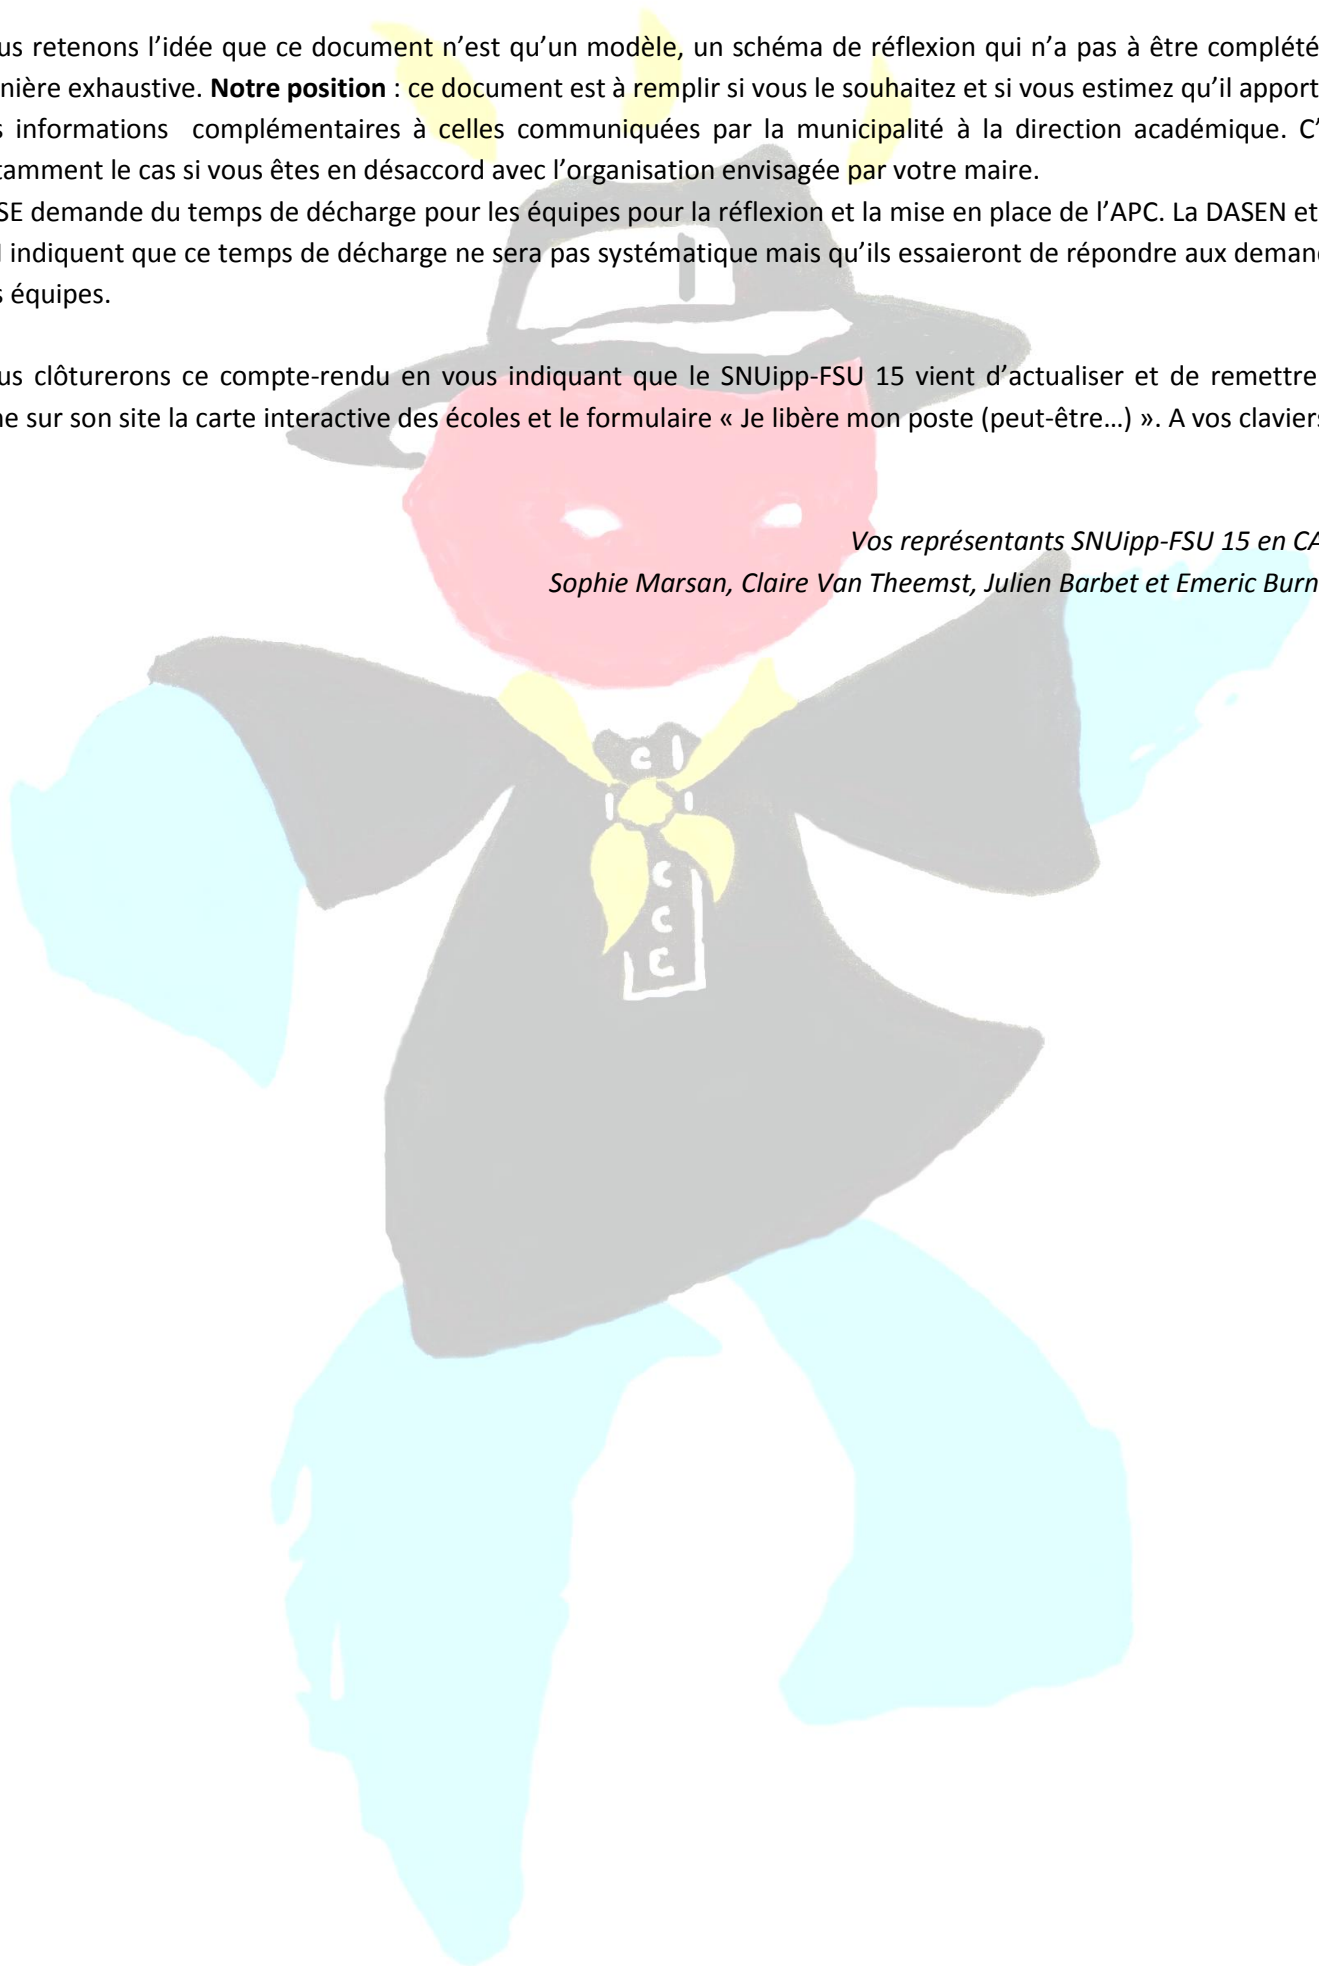 us retenons l’idée que ce document n’est qu’un modèle, un schéma de réflexion qui n’a pas à être complété
nière exhaustive. Notre position : ce document est à remplir si vous le souhaitez et si vous estimez qu’il apport
s informations complémentaires à celles communiquées par la municipalité à la direction académique. C’
tamment le cas si vous êtes en désaccord avec l’organisation envisagée par votre maire.
SE demande du temps de décharge pour les équipes pour la réflexion et la mise en place de l’APC. La DASEN et
indiquent que ce temps de décharge ne sera pas systématique mais qu’ils essaieront de répondre aux deman
s équipes.
us clôturerons ce compte-rendu en vous indiquant que le SNUipp-FSU 15 vient d’actualiser et de remettre
ne sur son site la carte interactive des écoles et le formulaire « Je libère mon poste (peut-être…) ». A vos claviers
Vos représentants SNUipp-FSU 15 en CA
Sophie Marsan, Claire Van Theemst, Julien Barbet et Emeric Burn